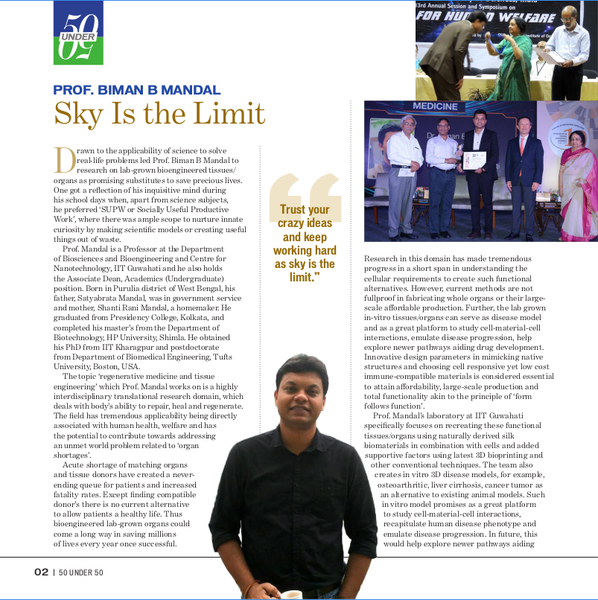 50
UNDER
50
33rd Annual Session and Symposium on
FOR HUMAN WELFARE
MEDICINE
PROF. BIMAN B MANDAL
Sky Is the Limit
Drawn to the applicability of science to solve
real-life problems led Prof. Biman B Mandal to
research on lab-grown bioengineered tissues/
organs as promising substitutes to save precious lives.
One got a reflection of his inquisitive mind during
his school days when, apart from science subjects,
he preferred ‘SUPW or Socially Useful Productive
Work’, where there was ample scope to nurture innate
curiosity by making scientific models or creating useful
things out of waste.
Prof. Mandal is a Professor at the Department
of Biosciences and Bioengineering and Centre for
Nanotechnology, IIT Guwahati and he also holds
the Associate Dean, Academics (Undergraduate)
position. Born in Purulia district of West Bengal, his
father, Satyabrata Mandal, was in government service
and mother, Shanti Rani Mandal, a homemaker. He
graduated from Presidency College, Kolkata, and
completed his master’s from the Department of
Biotechnology, HP University, Shimla. He obtained
his PhD from IIT Kharagpur and postdoctorate
from Department of Biomedical Engineering, Tufts
University, Boston, USA.
The topic ‘regenerative medicine and tissue
engineering’ which Prof. Mandal works on is a highly
interdisciplinary translational research domain, which
deals with body’s ability to repair, heal and regenerate.
The field has tremendous applicability being directly
associated with human health, welfare and has
the potential to contribute towards addressing
an unmet world problem related to ‘organ
shortages’.
Acute shortage of matching organs
and tissue donors have created a never-
ending queue for patients and increased
fatality rates. Except finding compatible
donor’s there is no current alternative
to allow patients a healthy life. Thus
bioengineered lab-grown organs could
come a long way in saving millions
of lives every year once successful.
“
Trust your
crazy ideas
and keep
working hard
as sky is the
limit.”
Research in this domain has made tremendous
progress in a short span in understanding the
cellular requirements to create such functional
alternatives. However, current methods are not
fullproof in fabricating whole organs or their large-
scale affordable production. Further, the lab grown
in-vitro tissues/organs can serve as disease model
and as a great platform to study cell-material-cell
interactions, emulate disease progression, help
explore newer pathways aiding drug development.
Innovative design parameters in mimicking native
structures and choosing cell responsive yet low cost
immune-compatible materials is considered essential
to attain affordability, large-scale production and
total functionality akin to the principle of ‘form
follows function’.
Prof. Mandal’s laboratory at IIT Guwahati
specifically focuses on recreating these functional
tissues/organs using naturally derived silk
biomaterials in combination with cells and added
supportive factors using latest 3D bioprinting and
other conventional techniques. The team also
creates in vitro 3D disease models, for example,
osteoarthritic, liver cirrhosis, cancer tumor as
an alternative to existing animal models. Such
in vitro model promises as a great platform
to study cell-material-cell interactions,
recapitulate human disease phenotype and
emulate disease progression. In future, this
would help explore newer pathways aiding
02 | 50 UNDER 50